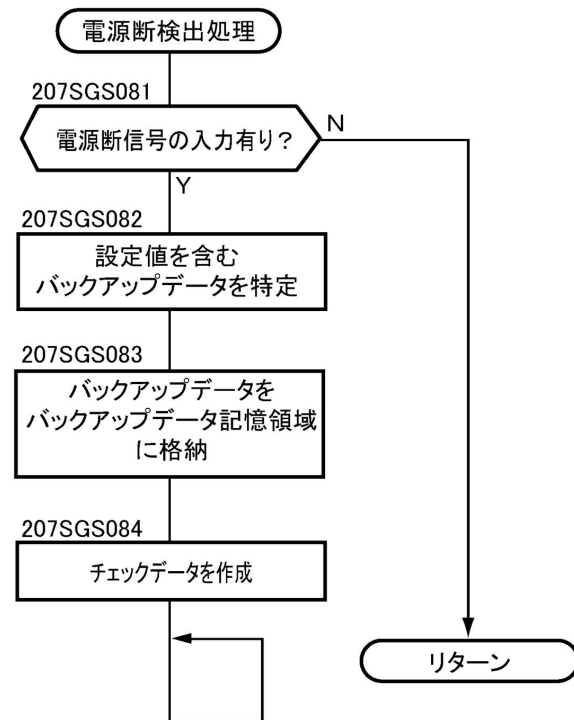 電源断検出処理
207SGS081
電源断信号の入力有り？
N
Y
207SGS082
設定値を含む
バックアップデータを特定
207SGS083
バックアップデータを
バックアップデータ記憶領域
に格納
207SGS084
チェックデータを作成
リターン